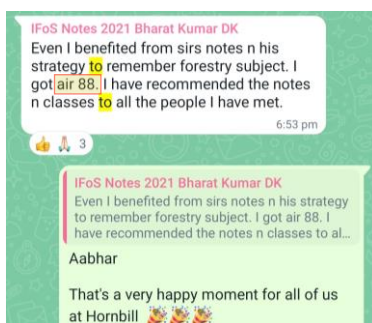 IFoS Notes 2021 Bharat Kumar DK
Even I benefited from sirs notes n his
strategy to remember forestry subject. I
got air 88. I have recommended the notes
n classes to all the people I have met.
6:53 pm
3
IFoS Notes 2021 Bharat Kumar DK
Even I benefited from sirs notes n his strategy
to remember forestry subject. I got air 88. I
have recommended the notes n classes to al...
Aabhar
That's a very happy moment for all of us
at Hornbill 🎉🎉🎉